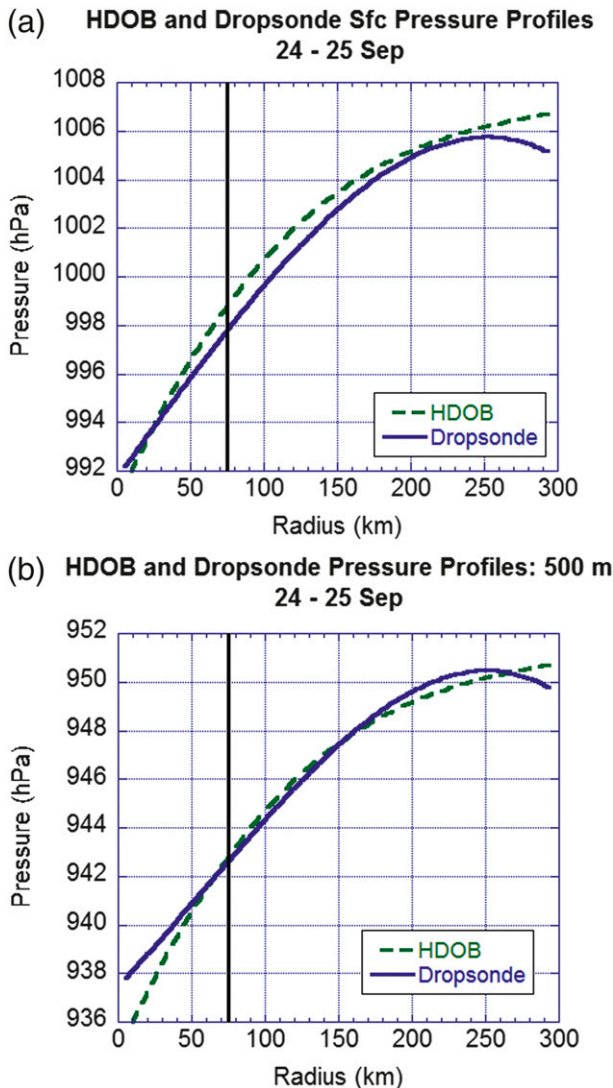 (a) HDOB and Dropsonde Sfc Pressure Profiles
24 - 25 Sep
1008
1006
1004
1002
1000
998
996
994
992
Pressure (hPa)
HDOB
Dropsonde
0 50 100 150 200 250 300
Radius (km)
(b) HDOB and Dropsonde Pressure Profiles: 500 m
24 - 25 Sep
952
950
948
946
944
942
940
938
936
Pressure (hPa)
HDOB
Dropsonde
0 50 100 150 200 250 300
Radius (km)